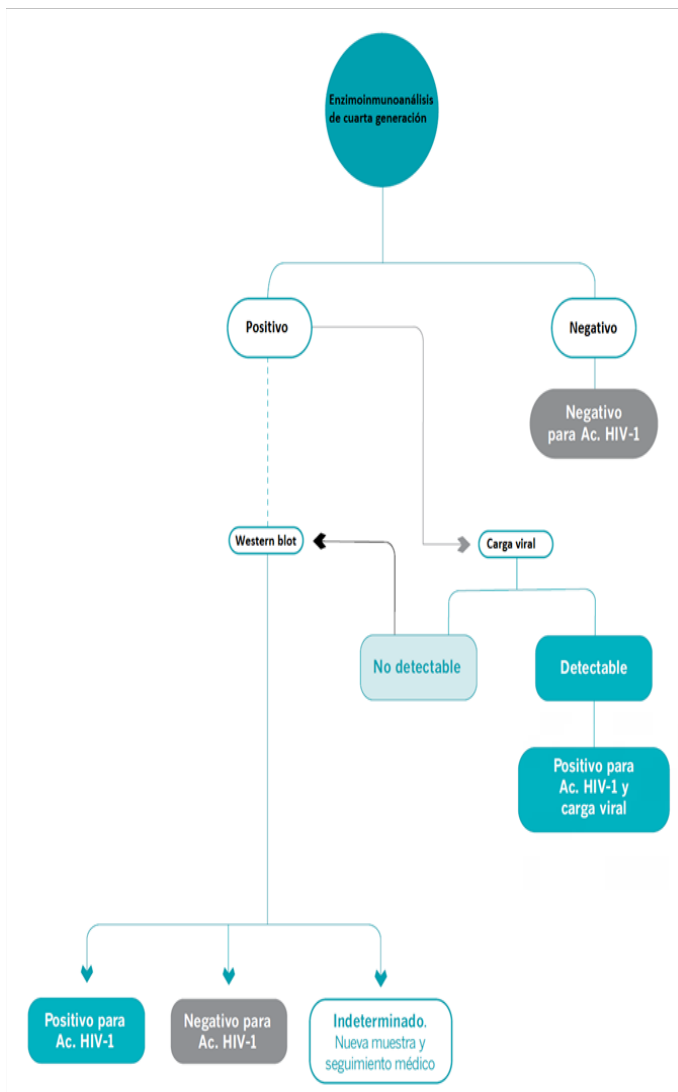 Enzimoinmunoanálisis
de cuarta generación
Positivo
Negativo
Negativo
para Ac. HIV-1
Western blot
Carga viral
No detectable
Detectable
Positivo para
Ac. HIV-1 y
carga viral
Positivo para
Ac. HIV-1
Negativo para
Ac. HIV-1
Indeterminado.
Nueva muestra y
seguimiento médico